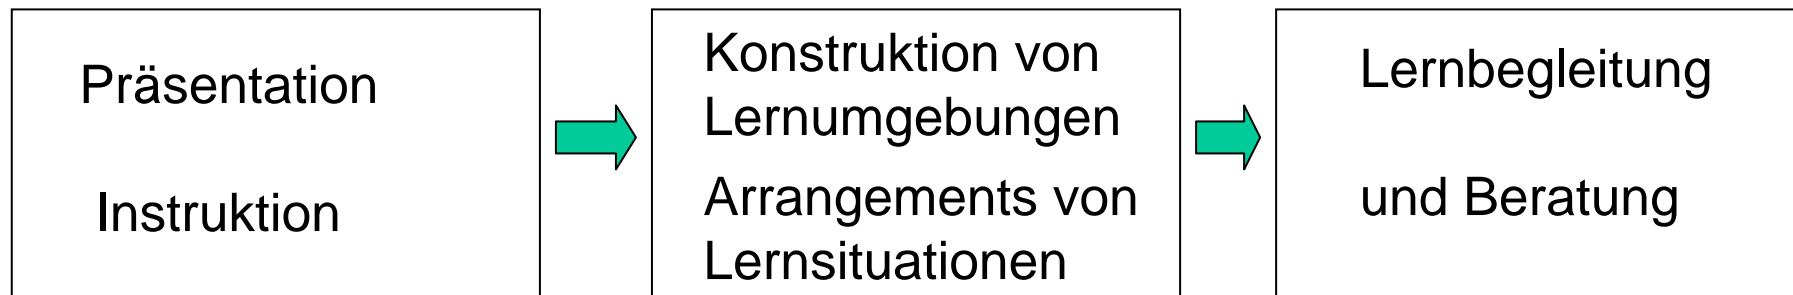 Präsentation
Instruktion
Konstruktion von
Lernumgebungen
Arrangements von
Lernsituationen
Lernbegleitung
und Beratung